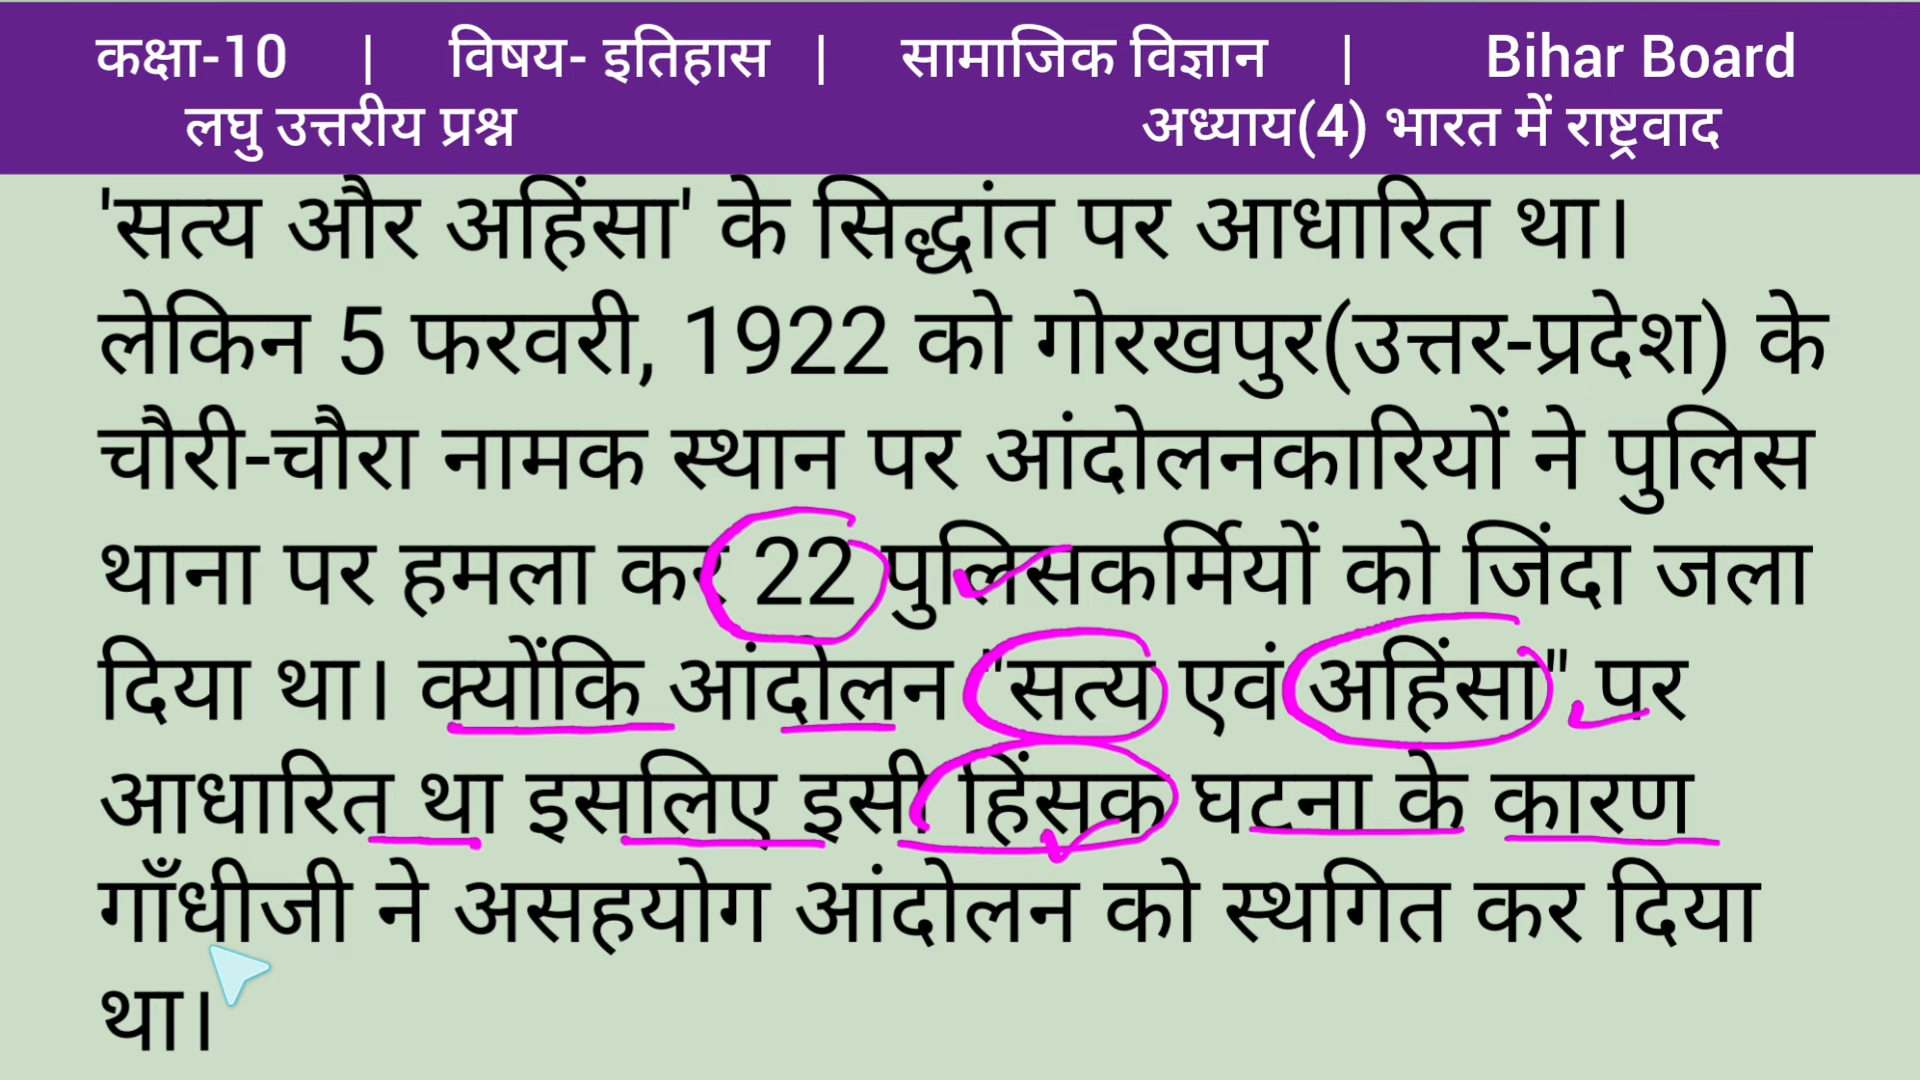 कक्षा-10 | विषय- इतिहास | सामाजिक विज्ञान | Bihar Board
लघु उत्तरीय प्रश्न अध्याय(4) भारत में राष्ट्रवाद
'सत्य और अहिंसा' के सिद्धांत पर आधारित था।
लेकिन 5 फरवरी, 1922 को गोरखपुर(उत्तर-प्रदेश) के
चौरी-चौरा नामक स्थान पर आंदोलनकारियों ने पुलिस
थाना पर हमला कर 22 पुलिसकर्मियों को जिंदा जला
दिया था। क्योंकि आंदोलन "सत्य एवं अहिंसा" पर
आधारित था इसलिए इसी हिंसक घटना के कारण
गाँधीजी ने असहयोग आंदोलन को स्थगित कर दिया
था।